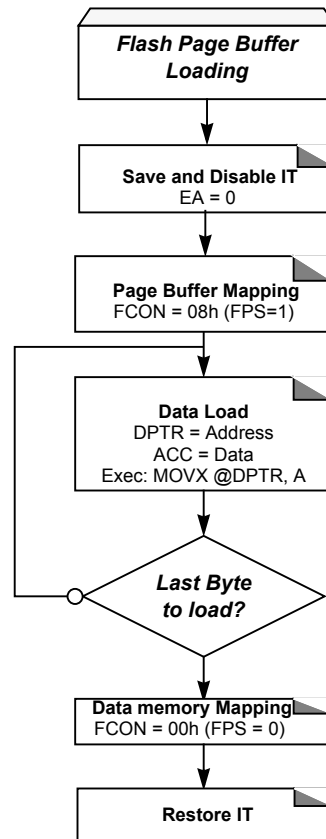 Flash Page Buffer
Loading
Save and Disable IT
EA = 0
Page Buffer Mapping
FCON = 08h (FPS=1)
Data Load
DPTR = Address
ACC = Data
Exec: MOVX @DPTR, A
Last Byte
to load?
Data memory Mapping
FCON = 00h (FPS = 0)
Restore IT